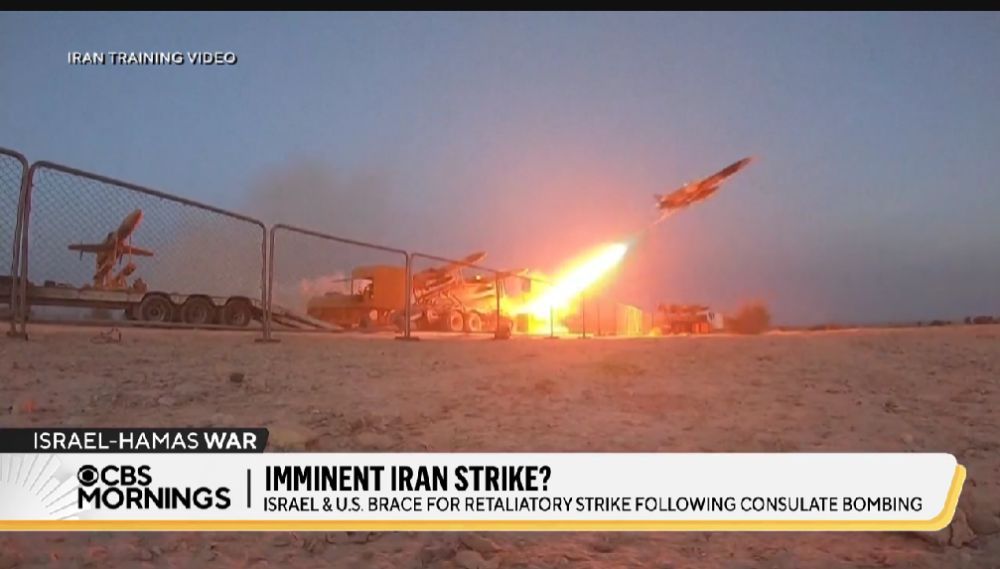 IRAN TRAINING VIDEO
ISRAEL-HAMAS WAR
CBS
MORNINGS
IMMINENT IRAN STRIKE?
ISRAEL & U.S. BRACE FOR RETALIATORY STRIKE FOLLOWING CONSULATE BOMBING